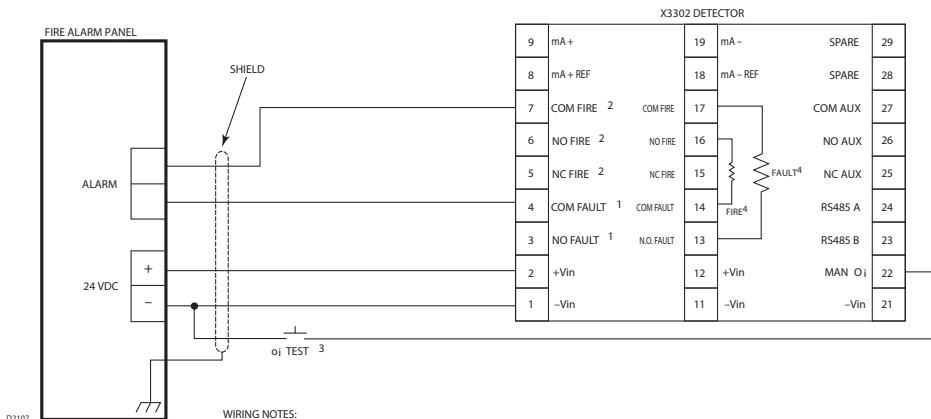 X3302 DETECTOR
FIRE ALARM PANEL
SHIELD
ALARM
24 VDC
+
–
oi TEST 3
9 mA +
8 mA + REF
7 COM FIRE 2
6 NO FIRE 2
5 NC FIRE 2
4 COM FAULT 1
3 NO FAULT 1
2 +Vin
1 –Vin
19 mA –
18 mA – REF
COM FIRE 17
NO FIRE 16
NC FIRE 15
COM FAULT 14
N.O. FAULT 13
12 +Vin
11 –Vin
FIRE4
FAULT4
SPARE 29
SPARE 28
COM AUX 27
NO AUX 26
NC AUX 25
RS485 A 24
RS485 B 23
MAN Oi 22
–Vin 21
D2107
WIRING NOTES: